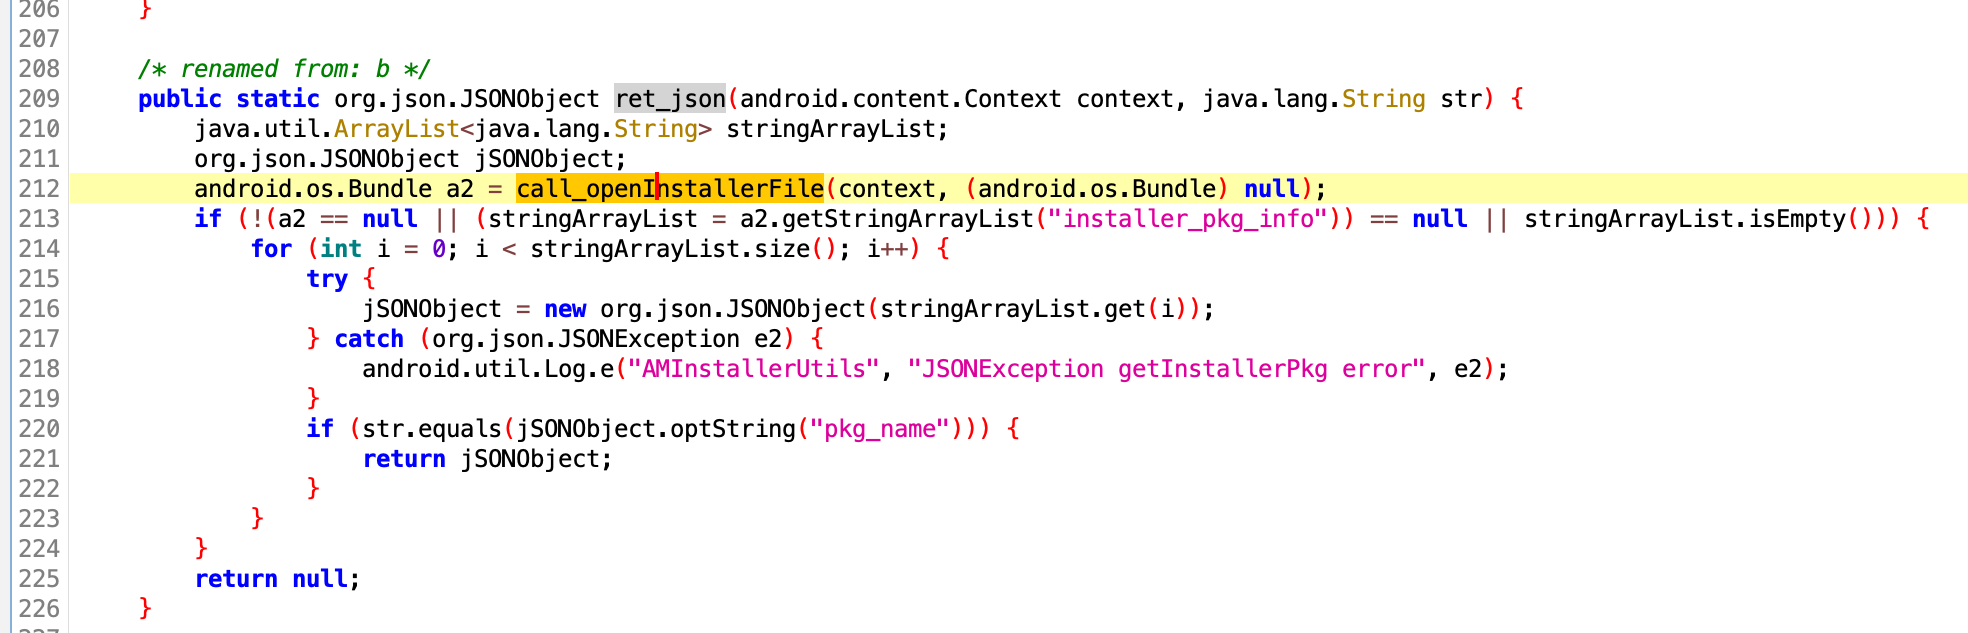 206     }
207
208     /* renamed from: b */
209     public static org.json.JSONObject ret_json(android.content.Context context, java.lang.String str) {
210         java.util.ArrayList<java.lang.String> stringArrayList;
211         org.json.JSONObject jSONObject;
212         android.os.Bundle a2 = call_openInstallerFile(context, (android.os.Bundle) null);
213         if (!(a2 == null || (stringArrayList = a2.getStringArrayList("installer_pkg_info")) == null || stringArrayList.isEmpty())) {
214             for (int i = 0; i < stringArrayList.size(); i++) {
215                 try {
216                     jSONObject = new org.json.JSONObject(stringArrayList.get(i));
217                 } catch (org.json.JSONException e2) {
218                     android.util.Log.e("AMInstallerUtils", "JSONException getInstallerPkg error", e2);
219                 }
220                 if (str.equals(jSONObject.optString("pkg_name"))) {
221                     return jSONObject;
222                 }
223             }
224         }
225         return null;
226     }